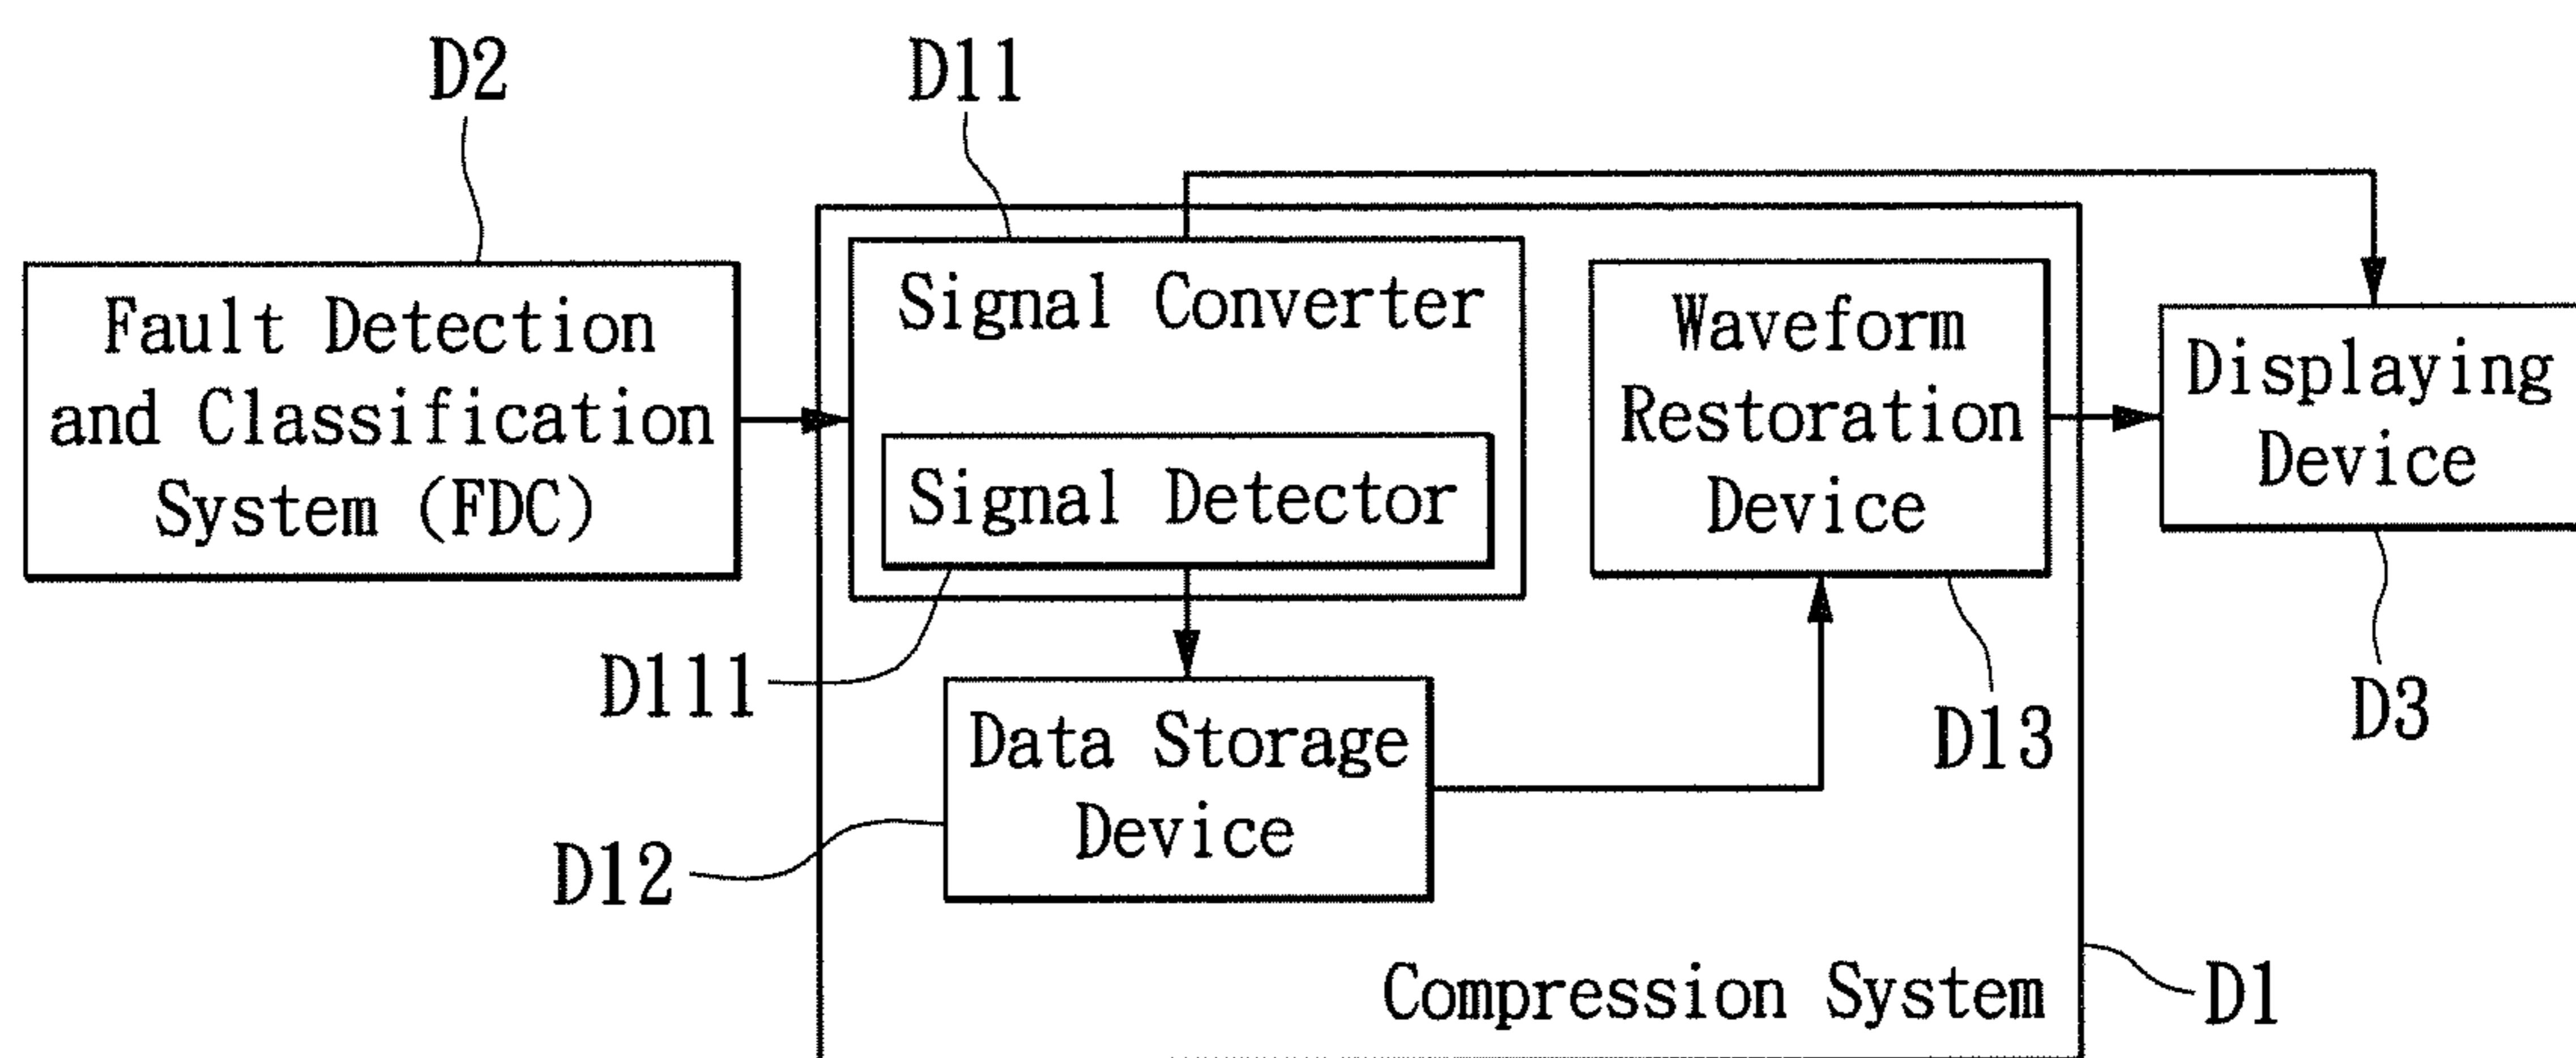 D2
D11
Fault Detection
and Classification
System (FDC)
Signal Converter
Signal Detector
Waveform
Restoration
Device
Displaying
Device
D111
D13
D3
Data Storage
Device
D12
Compression System
D1